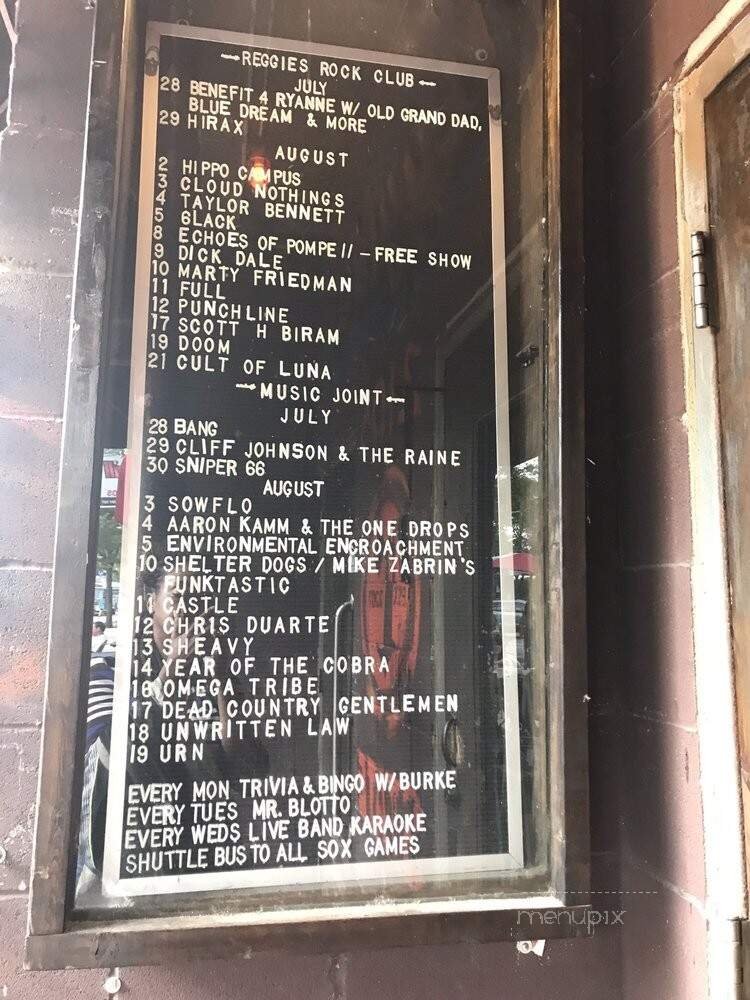 REGGIES ROCK CLUB
JULY
28 BENEFIT 4 RYANNE W/ OLD GRAND DAD,
BLUE DREAM & MORE
29 HIRAX
AUGUST
2 HIPPO CAMPUS
3 CLOUD NOTHINGS
4 TAYLOR BENNETT
5 6LACK
8 ECHOES OF POMPEII - FREE SHOW
9 DICK DALE
10 MARTY FRIEDMAN
11 FULL
12 PUNCHLINE
17 SCOTT H BIRAM
19 DOOM
21 CULT OF LUNA
MUSIC JOINT
JULY
28 BANG
29 CLIFF JOHNSON & THE RAINE
30 SNIPER 66
AUGUST
3 SOWFLO
4 AARON KAMM & THE ONE DROPS
5 ENVIRONMENTAL ENCROACHMENT
10 SHELTER DOGS / MIKE ZABRIN'S
FUNKTASTIC
11 CASTLE
12 CHRIS DUARTE
13 SHEAVY
14 YEAR OF THE COBRA
16 OMEGA TRIBE
17 DEAD COUNTRY GENTLEMEN
18 UNWRITTEN LAW
19 URN
EVERY MON TRIVIA & BINGO W/BURKE
EVERY TUES MR. BLOTTO
EVERY WEDS LIVE BAND KARAOKE
SHUTTLE BUS TO ALL SOX GAMES
menupix